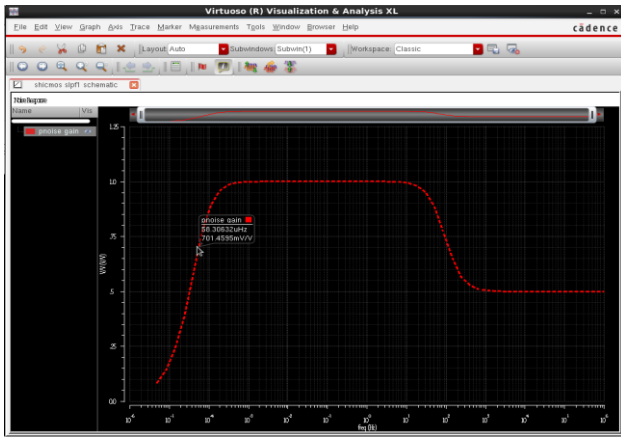 Virtuoso (R) Visualization & Analysis XL
File Edit View Graph Axis Trace Marker Measurements Tools Window Browser Help
cādence
Layout: Auto Subwindows: Subwin(1) Workspace: Classic
shicmos slpf1 schematic
Name Vis
pnoise gain
1.25
1.0
.75
.5
.25
0.0
V/V (V/V)
pnoise gain
58.30632uHz
701.4595mV/V
freq (Hz)